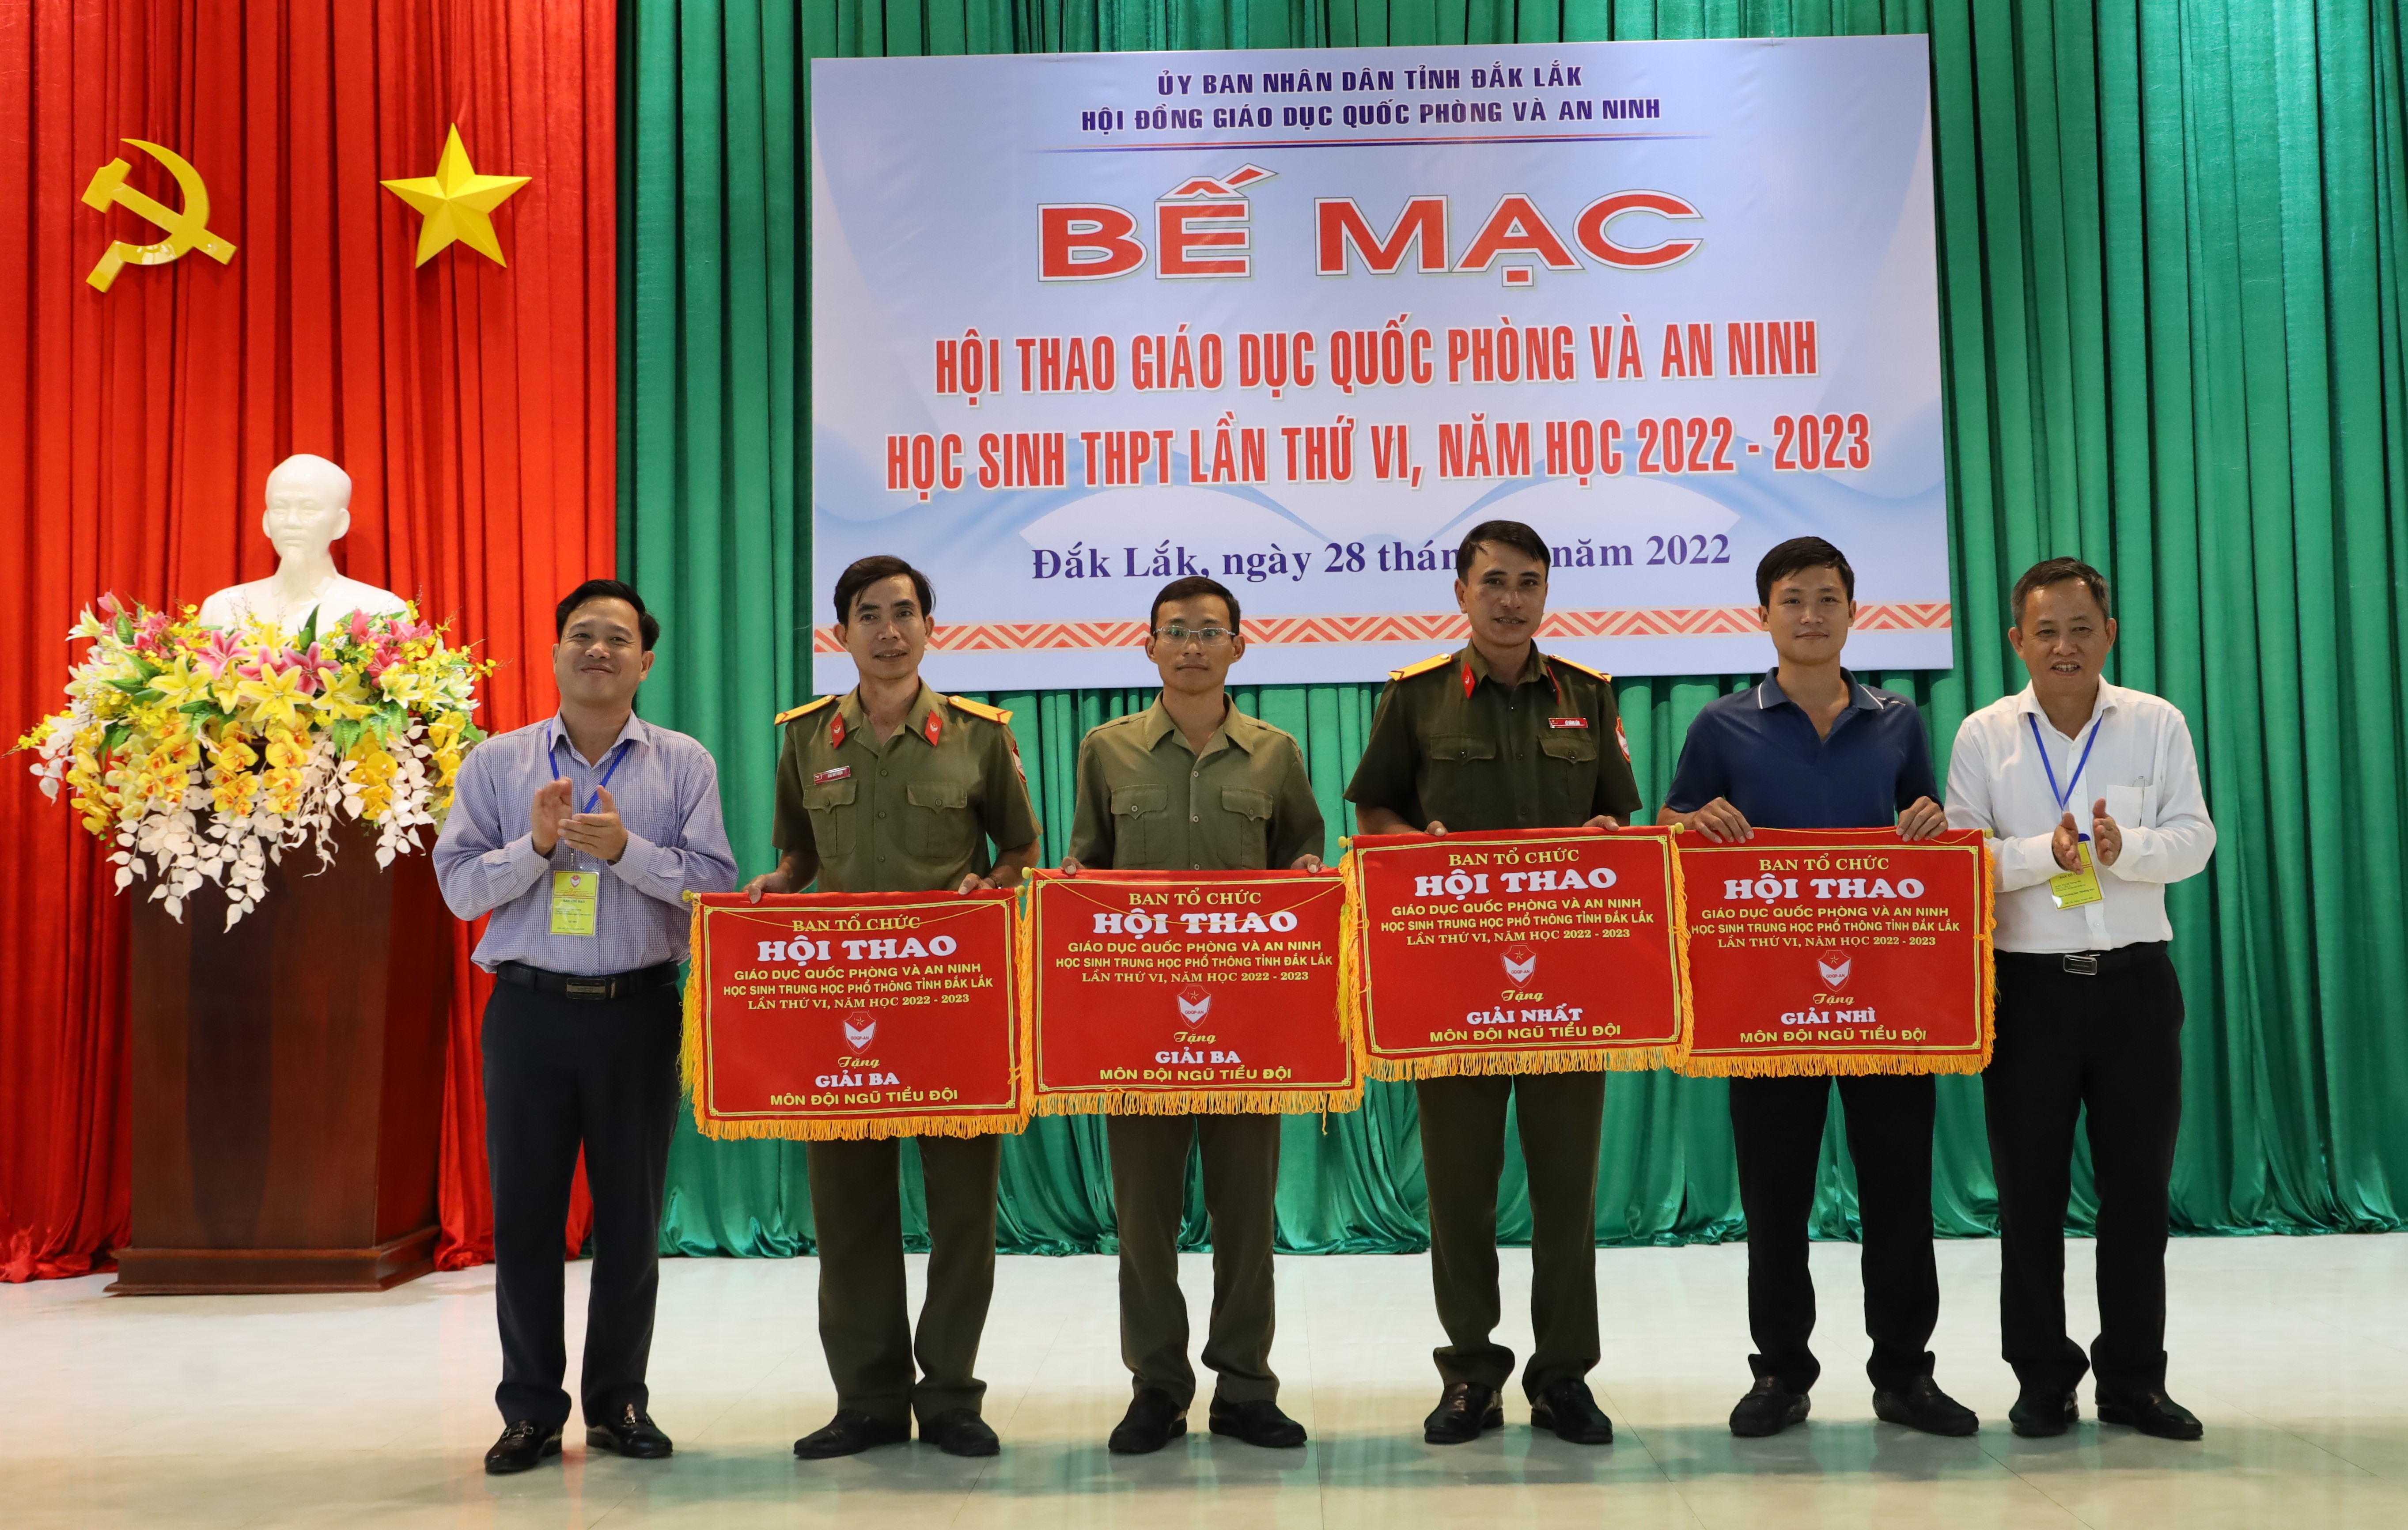 ỦY BAN NHÂN DÂN TỈNH ĐẮK LẮK
HỘI ĐỒNG GIÁO DỤC QUỐC PHÒNG VÀ AN NINH
BẾ MẠC
HỘI THAO GIÁO DỤC QUỐC PHÒNG VÀ AN NINH
HỌC SINH THPT LẦN THỨ VI, NĂM HỌC 2022 - 2023
Đắk Lắk, ngày 28 thán năm 2022
BAN TỔ CHỨC
HỘI THAO
GIÁO DỤC QUỐC PHÒNG VÀ AN NINH
HỌC SINH TRUNG HỌC PHỔ THÔNG TỈNH ĐẮK LẮK
LẦN THỨ VI, NĂM HỌC 2022 - 2023
GDQP-AN
Tặng
GIẢI BA
MÔN ĐỘI NGŨ TIỂU ĐỘI
BAN TỔ CHỨC
HỘI THAO
GIÁO DỤC QUỐC PHÒNG VÀ AN NINH
HỌC SINH TRUNG HỌC PHỔ THÔNG TỈNH ĐẮK LẮK
LẦN THỨ VI, NĂM HỌC 2022 - 2023
GDQP-AN
Tặng
GIẢI BA
MÔN ĐỘI NGŨ TIỂU ĐỘI
BAN TỔ CHỨC
HỘI THAO
GIÁO DỤC QUỐC PHÒNG VÀ AN NINH
HỌC SINH TRUNG HỌC PHỔ THÔNG TỈNH ĐẮK LẮK
LẦN THỨ VI, NĂM HỌC 2022 - 2023
GDQP-AN
Tặng
GIẢI NHẤT
MÔN ĐỘI NGŨ TIỂU ĐỘI
BAN TỔ CHỨC
HỘI THAO
GIÁO DỤC QUỐC PHÒNG VÀ AN NINH
HỌC SINH TRUNG HỌC PHỔ THÔNG TỈNH ĐẮK LẮK
LẦN THỨ VI, NĂM HỌC 2022 - 2023
GDQP-AN
Tặng
GIẢI NHÌ
MÔN ĐỘI NGŨ TIỂU ĐỘI